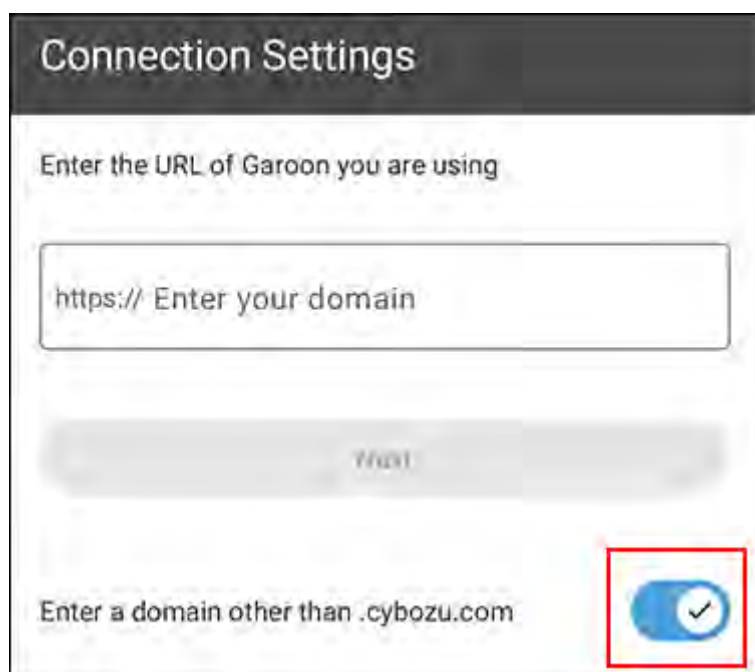 Connection Settings
Enter the URL of Garoon you are using
https:// Enter your domain
Enter a domain other than .cybozu.com